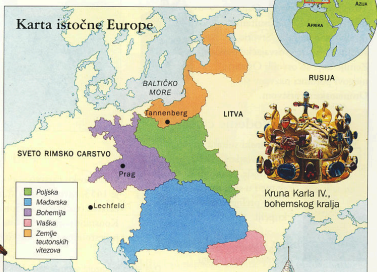 Karta istočne Europe
AZIJA
AFRIKA
RUSIJA
BALTIČKO
MORE
Tannenberg
LITVA
SVETO RIMSKO CARSTVO
Prag
Lechfeld
Poljska
Mađarska
Bohemija
Vlaška
Zemlje
teutonskih
vitezova
Kruna Karla IV.,
bohemskog kralja